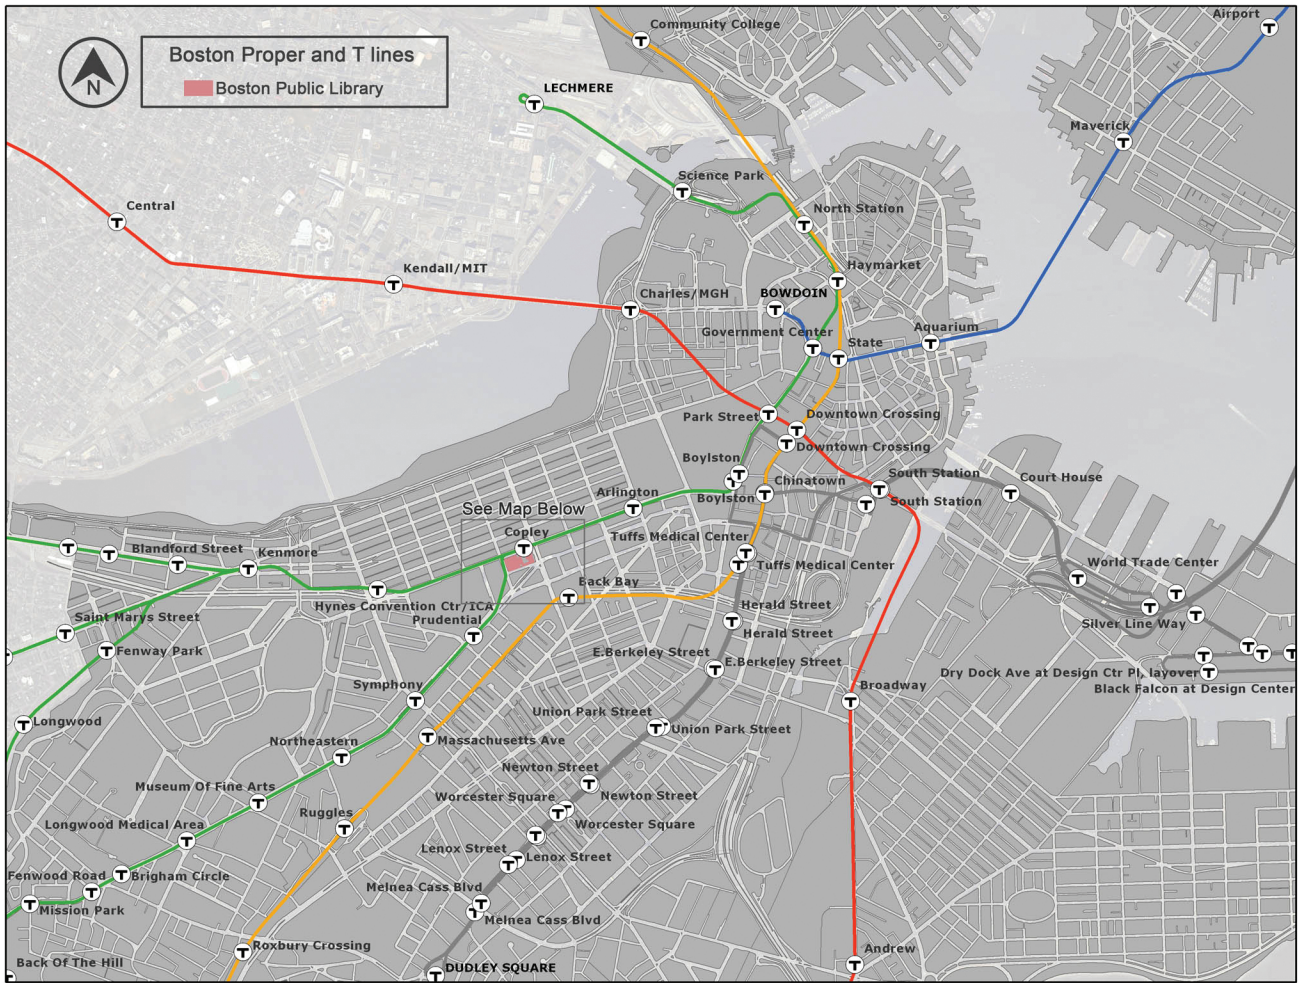 Community College
Airport
Boston Proper and T lines
Boston Public Library
N
LECHMERE
Maverick
Science Park
Central
North Station
Kendall/MIT
Haymarket
Charles/MGH
BOWDOIN
Government Center
State
Aquarium
Park Street
Downtown Crossing
Downtown Crossing
Boylston
Chinatown
South Station
Court House
Arlington
Boylston
South Station
See Map Below
Copley
Tuffs Medical Center
Blandford Street
Kenmore
Tuffs Medical Center
World Trade Center
Back Bay
Hynes Convention Ctr/ICA
Herald Street
Saint Marys Street
Prudential
Herald Street
Silver Line Way
Fenway Park
E.Berkeley Street
E.Berkeley Street
Dry Dock Ave at Design Ctr Pl, layover
Symphony
Broadway
Black Falcon at Design Center
Longwood
Union Park Street
Union Park Street
Northeastern
Massachusetts Ave
Newton Street
Museum Of Fine Arts
Newton Street
Worcester Square
Ruggles
Longwood Medical Area
Worcester Square
Lenox Street
Lenox Street
Fenwood Road
Brigham Circle
Melnea Cass Blvd
Mission Park
Melnea Cass Blvd
Roxbury Crossing
Andrew
Back Of The Hill
DUDLEY SQUARE